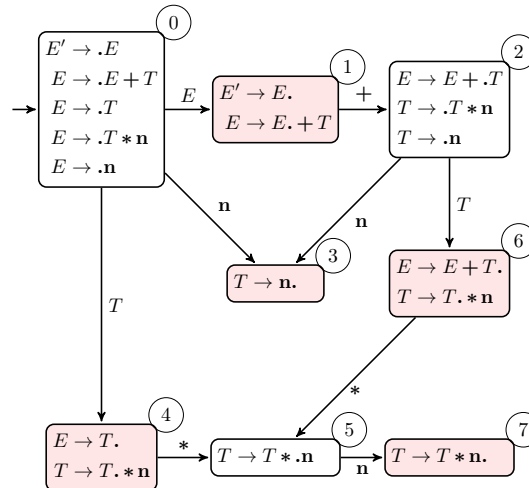 0
E′ → .E
E → .E + T
E → .T
E → .T * n
E → .n
E
1
E′ → E.
E → E. + T
+
2
E → E + .T
T → .T * n
T → .n
n
n
T
3
T → n.
6
E → E + T.
T → T. * n
T
*
4
E → T.
T → T. * n
*
5
T → T * .n
n
7
T → T * n.